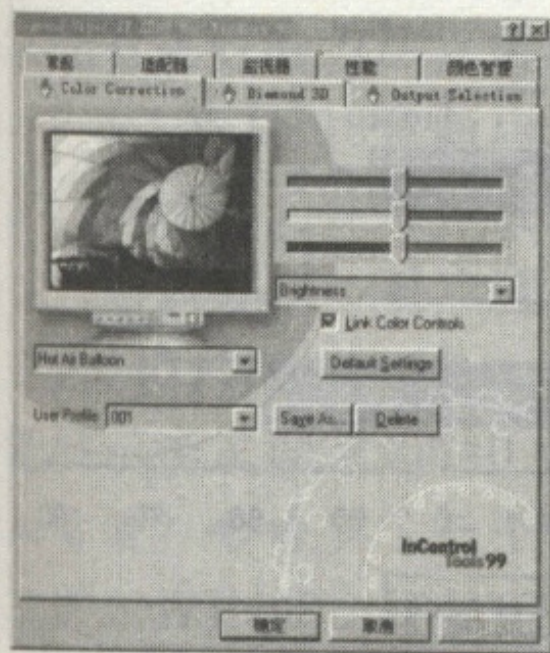 常规 适配器 监视器 性能 颜色管理
Color Correction Diamond 3D Output Selection
Brightness
Link Color Controls
Hot Air Balloon
Default Settings
User Profile 001 Save As... Delete
InControl
Tools 99
确定 取消